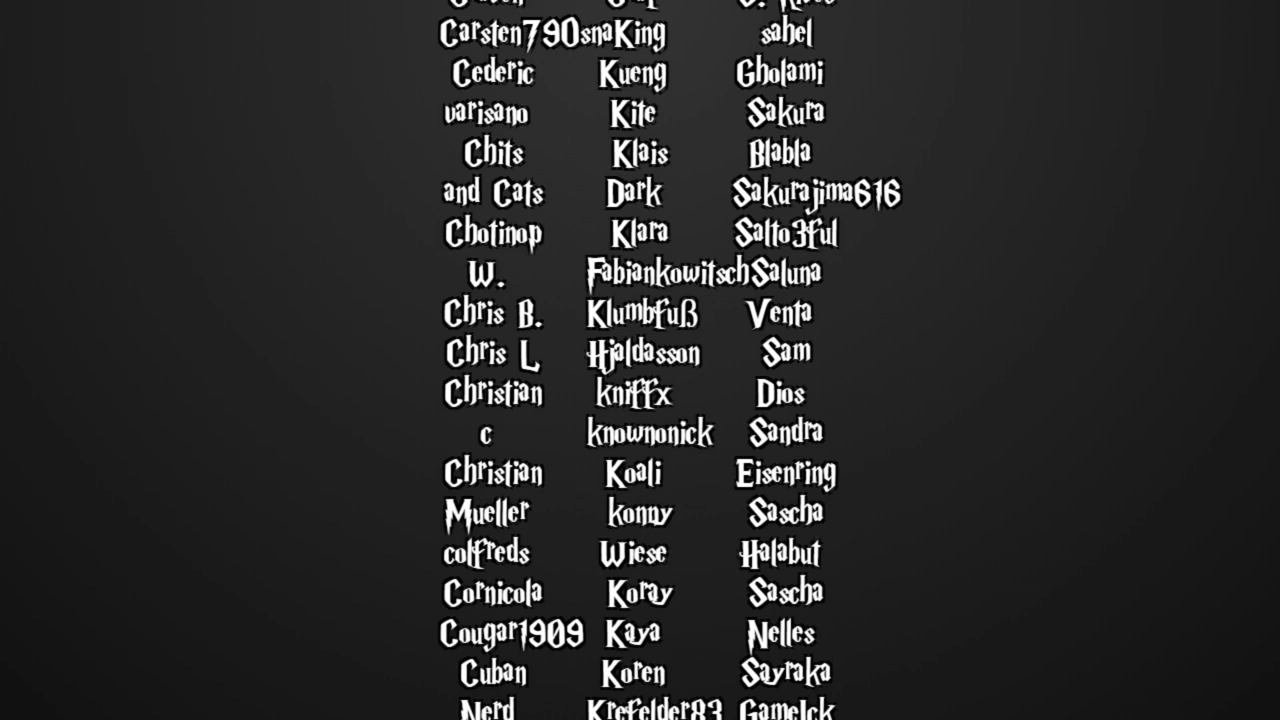 Carsten790snaKing sahel
Cederic Kueng Gholami
varisano Kite Sakura
Chits Klais Blabla
and Cats Dark Sakurajima616
Chotinop Klara Salto3ful
W. Fabiankowitsch Saluna
Chris B. Klumbfuß Venta
Chris L Hjaldasson Sam
Christian kniffx Dios
c knownonick Sandra
Christian Koali Eisenring
Mueller konny Sascha
colfreds Wiese Halabut
Cornicola Koray Sascha
Cougar1909 Kaya Nelles
Cuban Koren Sayraka
Nerd Krefelder83 Gamelck